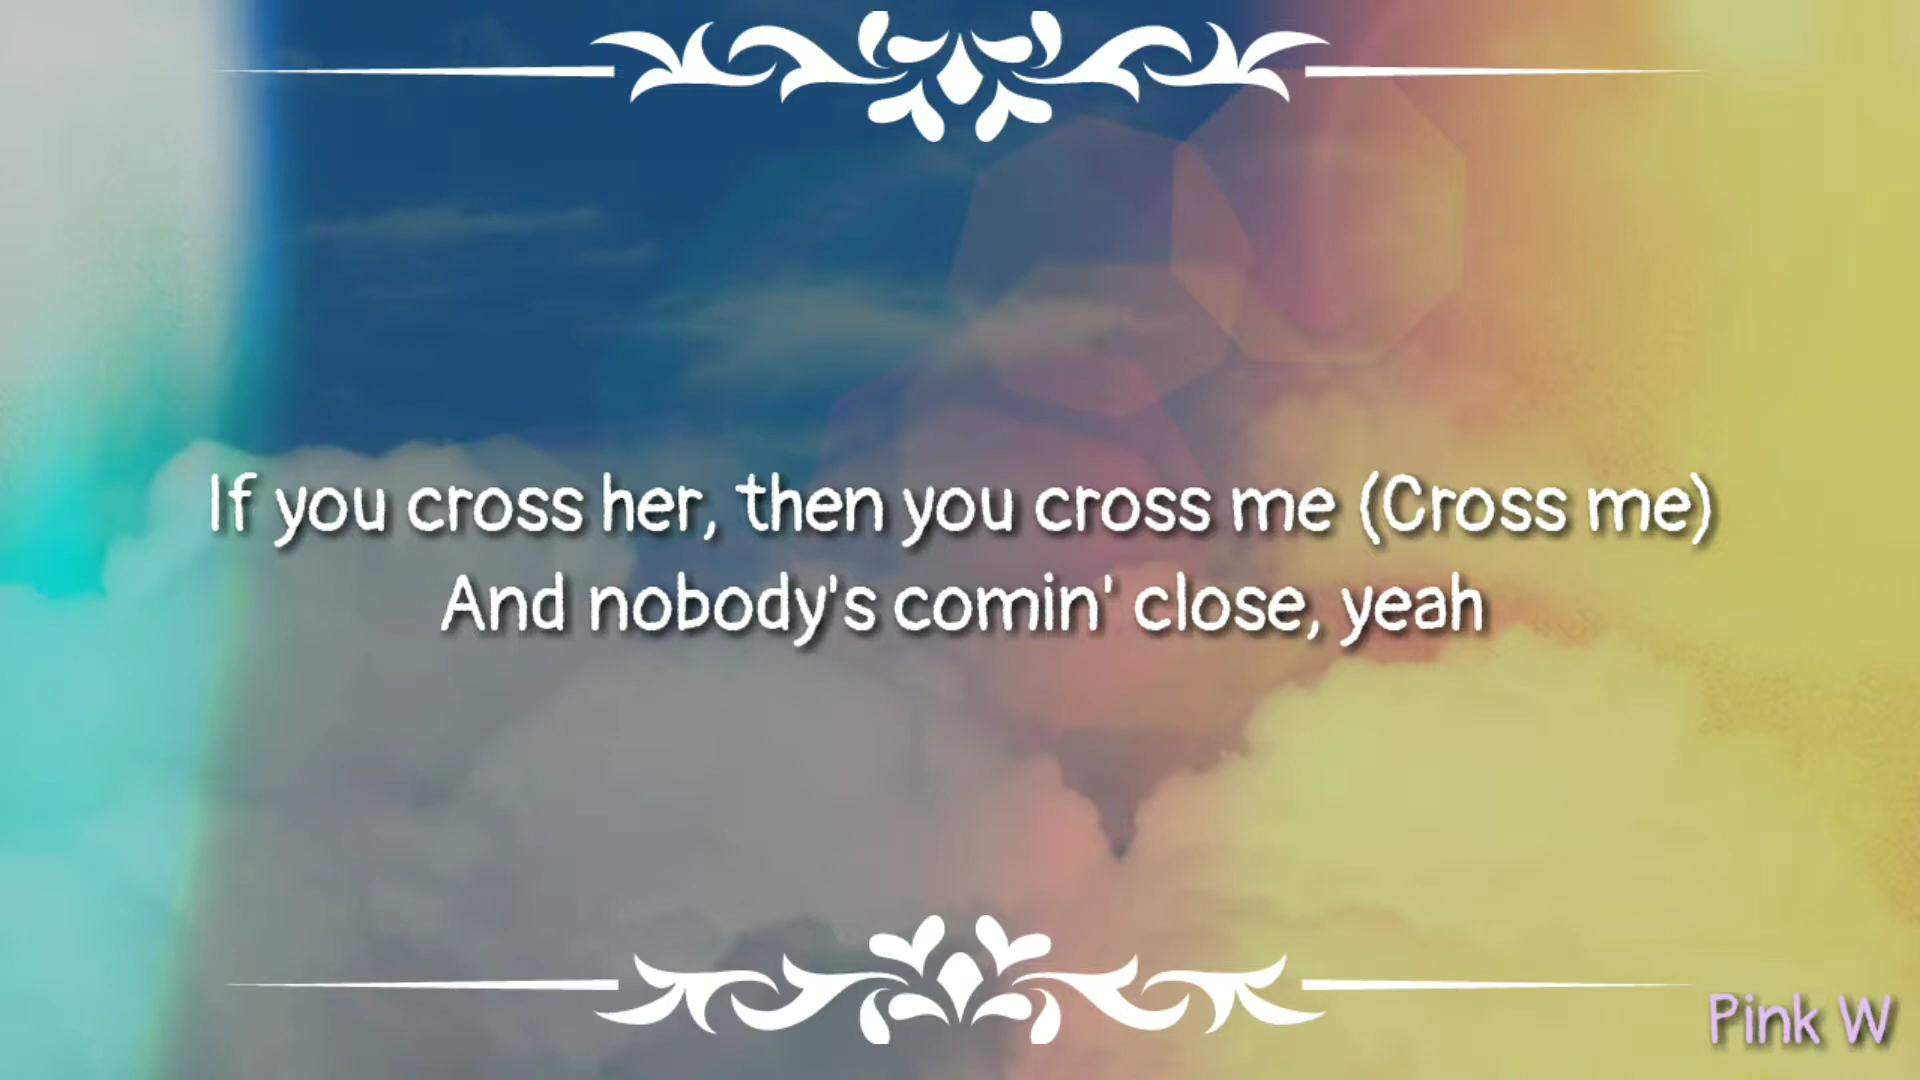 If you cross her, then you cross me (Cross me)
And nobody's comin' close, yeah
Pink W